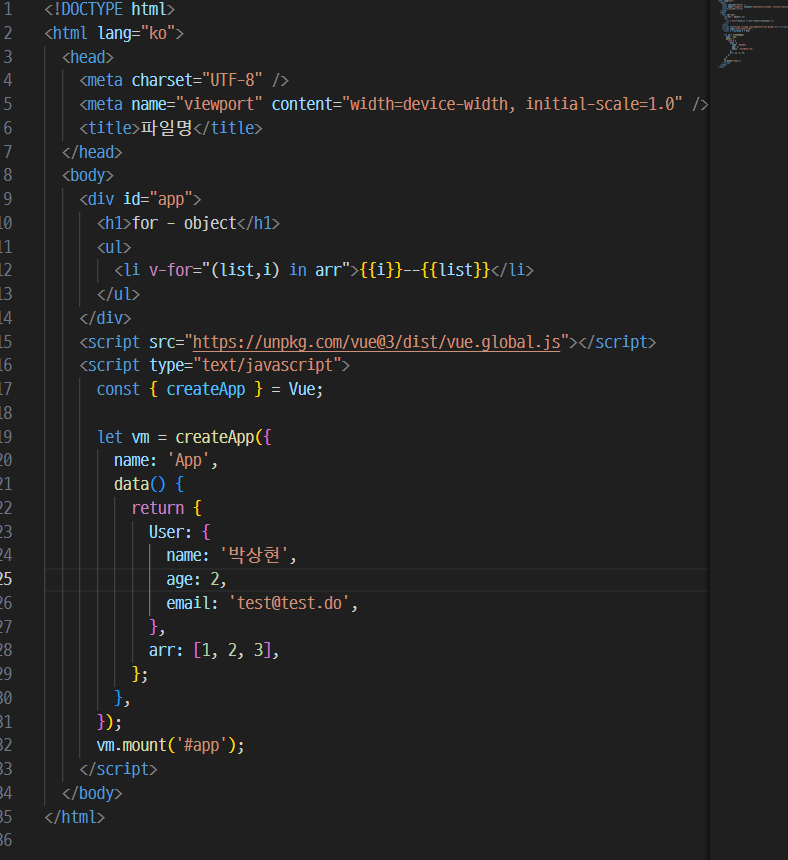 1 <!DOCTYPE html>
2 <html lang="ko">
3 <head>
4 <meta charset="UTF-8" />
5 <meta name="viewport" content="width=device-width, initial-scale=1.0" />
6 <title>파일명</title>
7 </head>
8 <body>
9 <div id="app">
10 <h1>for - object</h1>
11 <ul>
12 <li v-for="(list,i) in arr">{{i}}--{{list}}</li>
13 </ul>
14 </div>
15 <script src="https://unpkg.com/vue@3/dist/vue.global.js"></script>
16 <script type="text/javascript">
17 const { createApp } = Vue;
18
19 let vm = createApp({
20 name: 'App',
21 data() {
22 return {
23 User: {
24 name: '박상현',
25 age: 2,
26 email: 'test@test.do',
27 },
28 arr: [1, 2, 3],
29 };
30 },
31 });
32 vm.mount('#app');
33 </script>
34 </body>
35 </html>
36